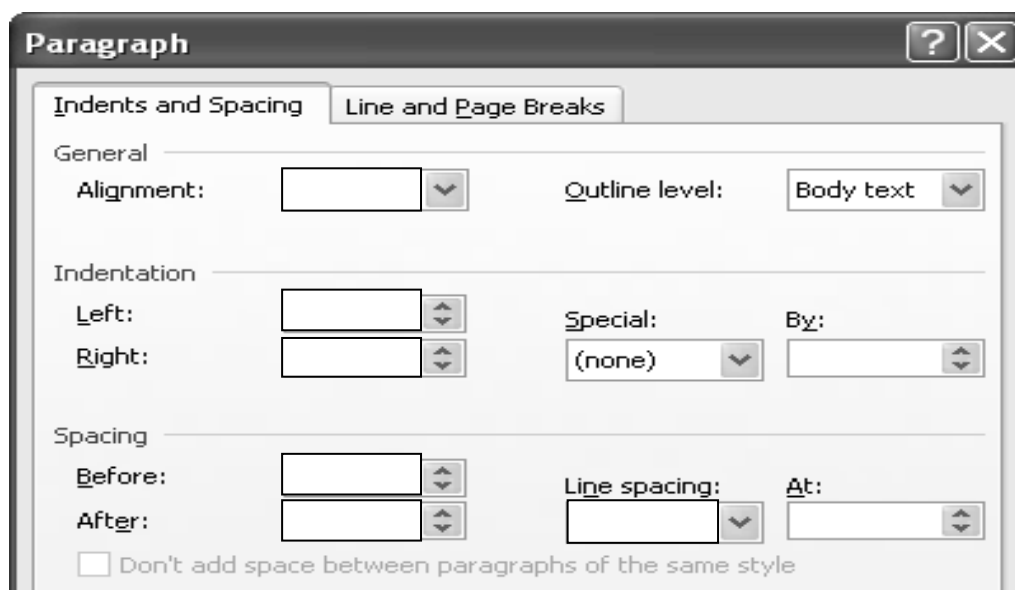 Paragraph
Indents and Spacing Line and Page Breaks
General
Alignment: Outline level: Body text
Indentation
Left: Special: By:
Right: (none)
Spacing
Before: Line spacing: At:
After:
Don't add space between paragraphs of the same style